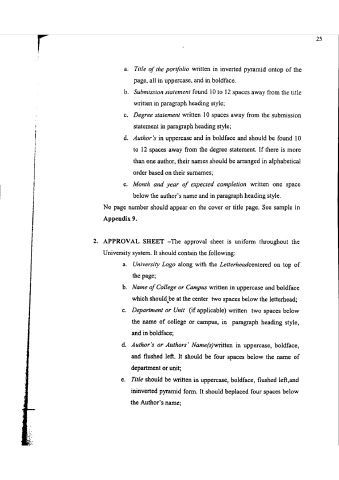 25
a. Title of the portfolio written in inverted pyramid ontop of the
page, all in uppercase, and in boldface.
b. Submission statement found 10 to 12 spaces away from the title
written in paragraph heading style;
c. Degree statement written 10 spaces away from the submission
statement in paragraph heading style;
d. Author's in uppercase and in boldface and should be found 10
to 12 spaces away from the degree statement. If there is more
than one author, their names should be arranged in alphabetical
order based on their surnames;
e. Month and year of expected completion written one space
below the author's name and in paragraph heading style.
No page number should appear on the cover or title page. See sample in
Appendix 9.
2. APPROVAL SHEET –The approval sheet is uniform throughout the
University system. It should contain the following:
a. University Logo along with the Letterheadcentered on top of
the page;
b. Name of College or Campus written in uppercase and boldface
which should be at the center two spaces below the letterhead;
c. Department or Unit (if applicable) written two spaces below
the name of college or campus, in paragraph heading style,
and in boldface;
d. Author's or Authors' Name(s)written in uppercase, boldface,
and flushed left. It should be four spaces below the name of
department or unit;
e. Title should be written in uppercase, boldface, flushed left,and
ininverted pyramid form. It should beplaced four spaces below
the Author's name;